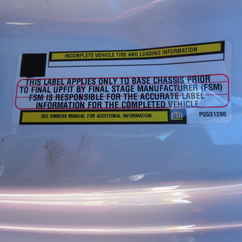 INCOMPLETE VEHICLE TIRE AND LOADING INFORMATION
THIS LABEL APPLIES ONLY TO BASE CHASSIS PRIOR
TO FINAL UPFIT BY FINAL STAGE MANUFACTURER (FSM)
FSM IS RESPONSIBLE FOR THE ACCURATE LABEL
INFORMATION FOR THE COMPLETED VEHICLE.
SEE OWNERS MANUAL FOR ADDITIONAL INFORMATION